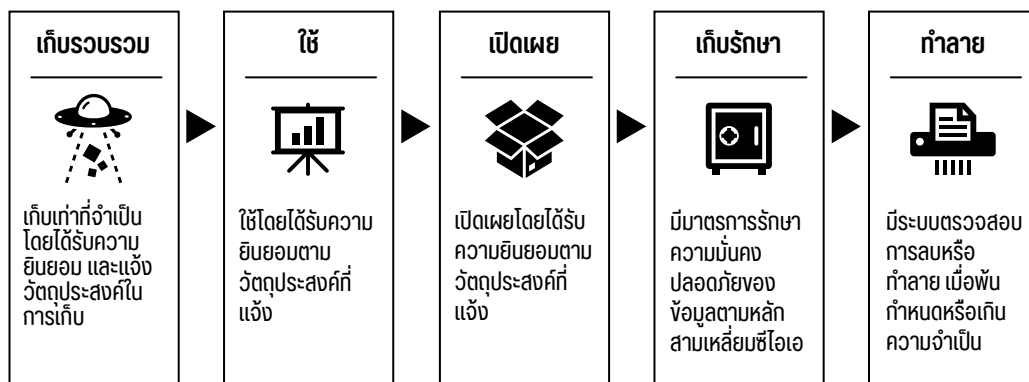 เก็บรวบรวม
เก็บเท่าที่จำเป็น
โดยได้รับความ
ยินยอม และแจ้ง
วัตถุประสงค์ใน
การเก็บ
ใช้
ใช้โดยได้รับความ
ยินยอมตาม
วัตถุประสงค์ที่
แจ้ง
เปิดเผย
เปิดเผยโดยได้รับ
ความยินยอมตาม
วัตถุประสงค์ที่
แจ้ง
เก็บรักษา
มีมาตรการรักษา
ความมั่นคง
ปลอดภัยของ
ข้อมูลตามหลัก
สามเหลี่ยมซีไอเอ
ทำลาย
มีระบบตรวจสอบ
การลบหรือ
ทำลาย เมื่อพ้น
กำหนดหรือเกิน
ความจำเป็น